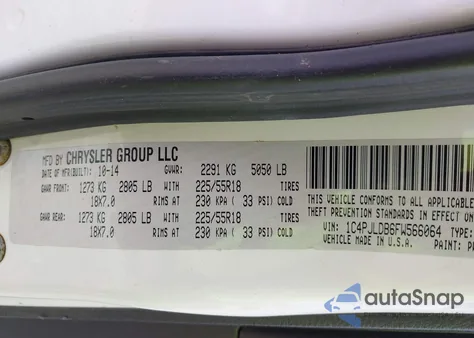 MFD BY CHRYSLER GROUP LLC
DATE OF MFR(BUILT): 10-14 GVWR: 2291 KG 5050 LB
GAWR FRONT: 1273 KG 2805 LB WITH 225/55R18 TIRES
18X7.0 RIMS AT 230 KPA ( 33 PSI) COLD
GAWR REAR: 1273 KG 2805 LB WITH 225/55R18 TIRES
18X7.0 RIMS AT 230 KPA ( 33 PSI) COLD
THIS VEHICLE CONFORMS TO ALL APPLICABLE
THEFT PREVENTION STANDARDS IN EFFECT ON
VIN: 1C4PJLDB6FW566064 TYPE:
MADE IN U.S.A. PAINT:
autoSnap